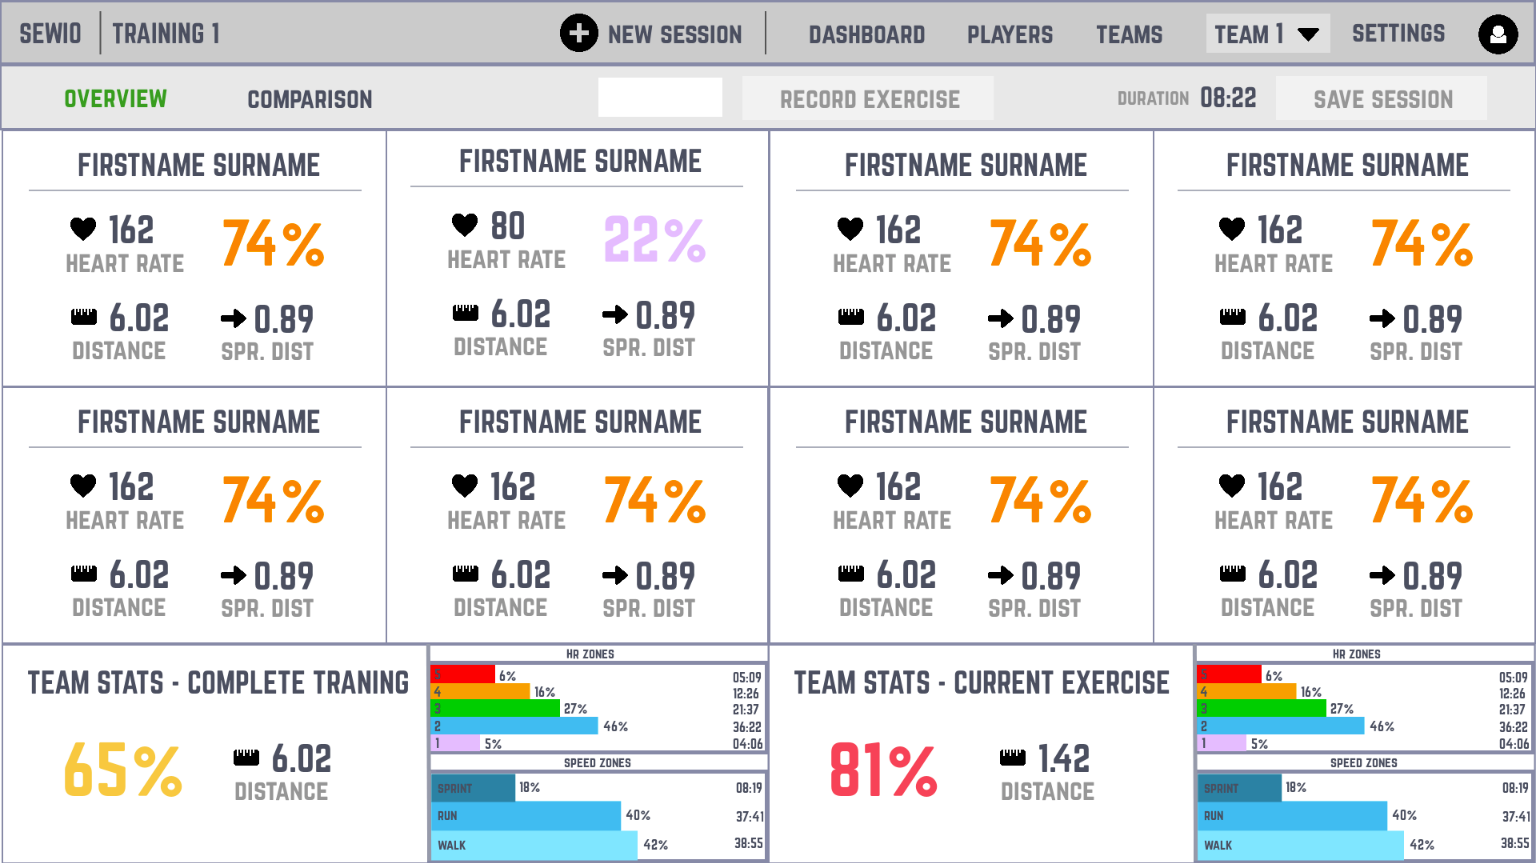 SEWIO TRAINING 1 NEW SESSION DASHBOARD PLAYERS TEAMS TEAM 1 SETTINGS
OVERVIEW COMPARISON RECORD EXERCISE DURATION 08:22 SAVE SESSION
FIRSTNAME SURNAME
162 74%
HEART RATE
6.02 0.89
DISTANCE SPR. DIST
FIRSTNAME SURNAME
80 22%
HEART RATE
6.02 0.89
DISTANCE SPR. DIST
FIRSTNAME SURNAME
162 74%
HEART RATE
6.02 0.89
DISTANCE SPR. DIST
FIRSTNAME SURNAME
162 74%
HEART RATE
6.02 0.89
DISTANCE SPR. DIST
FIRSTNAME SURNAME
162 74%
HEART RATE
6.02 0.89
DISTANCE SPR. DIST
FIRSTNAME SURNAME
162 74%
HEART RATE
6.02 0.89
DISTANCE SPR. DIST
FIRSTNAME SURNAME
162 74%
HEART RATE
6.02 0.89
DISTANCE SPR. DIST
FIRSTNAME SURNAME
162 74%
HEART RATE
6.02 0.89
DISTANCE SPR. DIST
TEAM STATS - COMPLETE TRANING
65% 6.02
DISTANCE
HR ZONES
5 6% 05:09
4 16% 12:26
3 27% 21:37
2 46% 36:22
1 5% 04:06
SPEED ZONES
SPRINT 18% 08:19
RUN 40% 37:41
WALK 42% 38:55
TEAM STATS - CURRENT EXERCISE
81% 1.42
DISTANCE
HR ZONES
5 6% 05:09
4 16% 12:26
3 27% 21:37
2 46% 36:22
1 5% 04:06
SPEED ZONES
SPRINT 18% 08:19
RUN 40% 37:41
WALK 42% 38:55